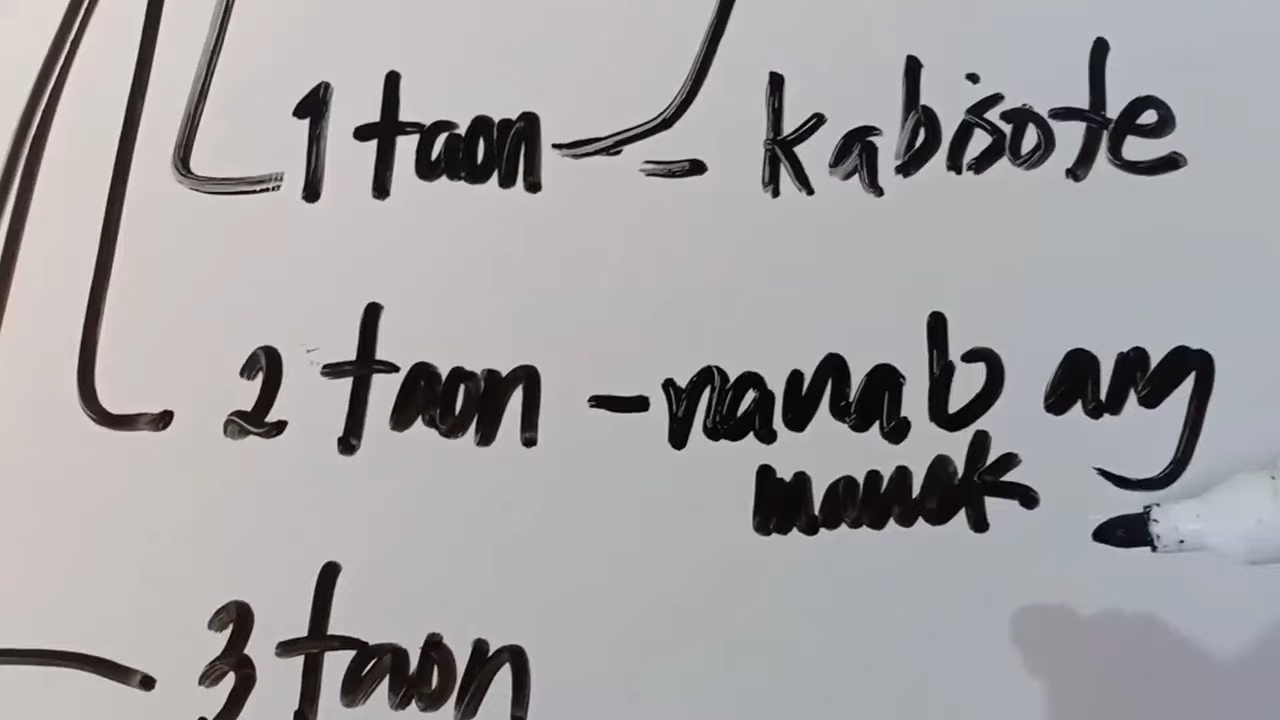 1 taon - kabisote
2 taon - nanab ang
manok
3 taon